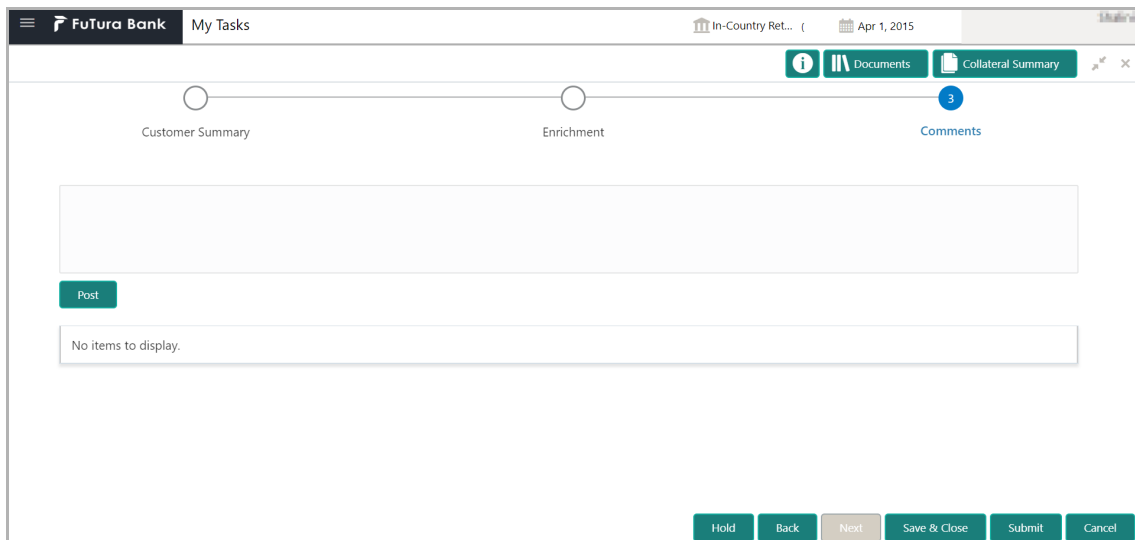 FuTura Bank My Tasks In-Country Ret... ( Apr 1, 2015
Documents Collateral Summary
3
Customer Summary Enrichment Comments
Post
No items to display.
Hold Back Next Save & Close Submit Cancel